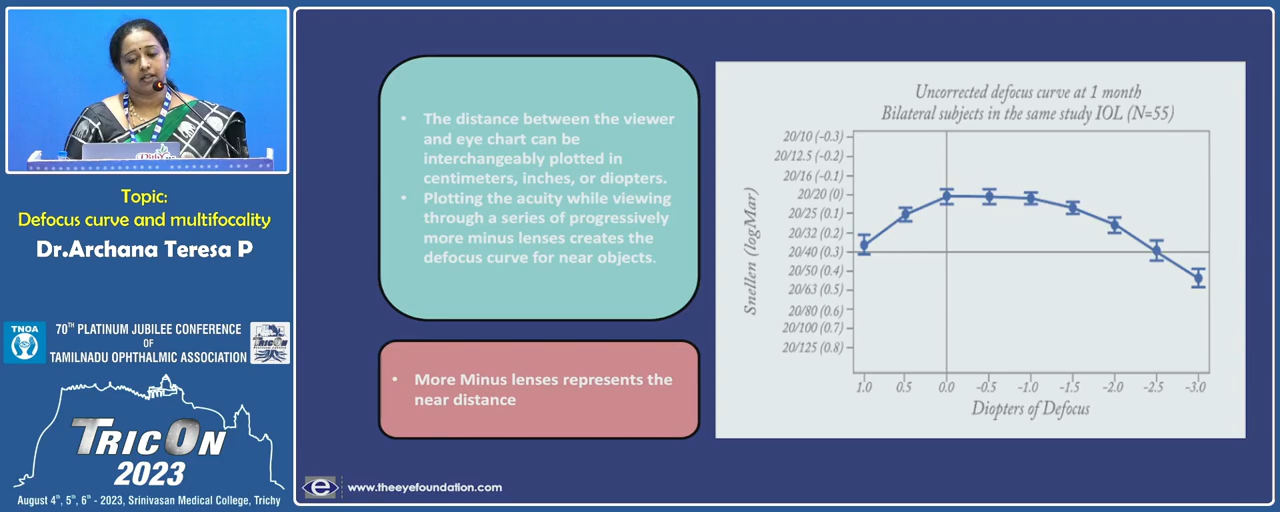 Topic:
Defocus curve and multifocality
Dr.Archana Teresa P
TNOA
70TH PLATINUM JUBILEE CONFERENCE
OF
TAMILNADU OPHTHALMIC ASSOCIATION
TRICON
2023
August 4th, 5th, 6th - 2023, Srinivasan Medical College, Trichy
• The distance between the viewer
and eye chart can be
interchangeably plotted in
centimeters, inches, or diopters.
• Plotting the acuity while viewing
through a series of progressively
more minus lenses creates the
defocus curve for near objects.
• More Minus lenses represents the
near distance
Uncorrected defocus curve at 1 month
Bilateral subjects in the same study IOL (N=55)
Snellen (logMar)
20/10 (–0.3)
20/12.5 (–0.2)
20/16 (–0.1)
20/20 (0)
20/25 (0.1)
20/32 (0.2)
20/40 (0.3)
20/50 (0.4)
20/63 (0.5)
20/80 (0.6)
20/100 (0.7)
20/125 (0.8)
1.0 0.5 0.0 -0.5 -1.0 -1.5 -2.0 -2.5 -3.0
Diopters of Defocus
e www.theeyefoundation.com